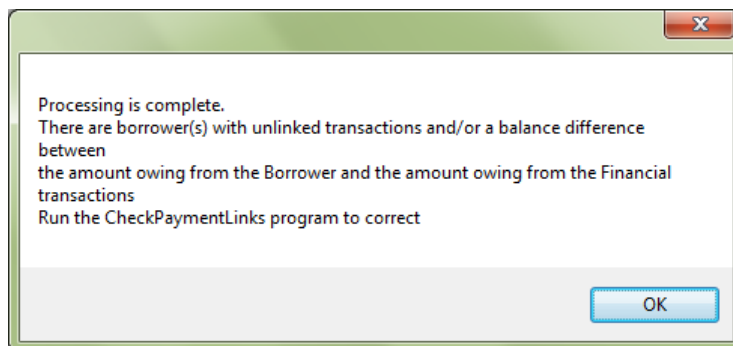 Processing is complete.
There are borrower(s) with unlinked transactions and/or a balance difference
between
the amount owing from the Borrower and the amount owing from the Financial
transactions
Run the CheckPaymentLinks program to correct
OK